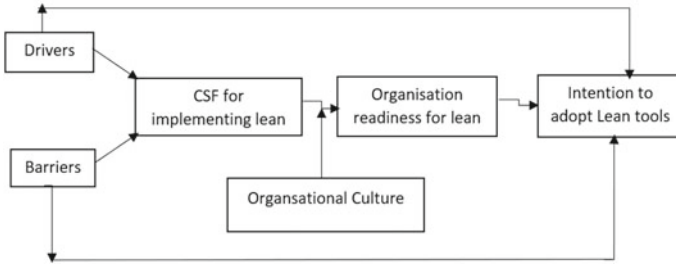 Drivers
CSF for
implementing lean
Organisation
readiness for lean
Intention to
adopt Lean tools
Barriers
Organsational Culture